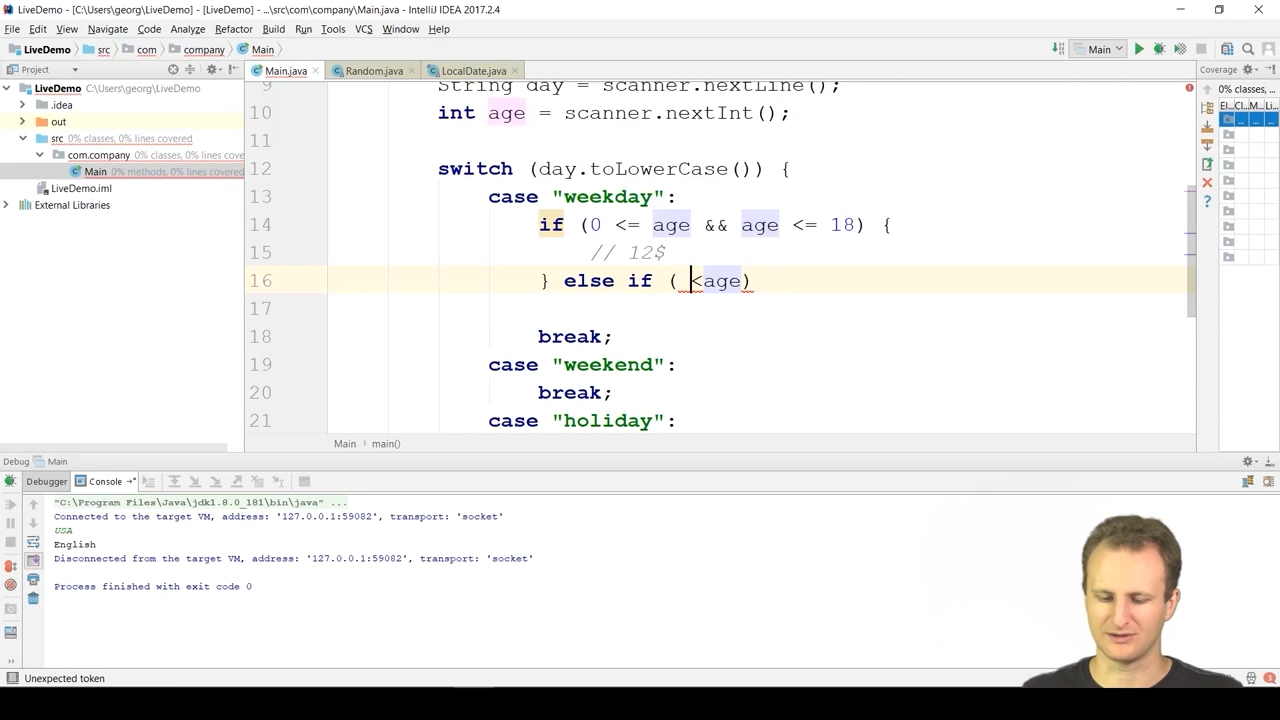 LiveDemo - [C:\Users\georg\LiveDemo] - [LiveDemo] - ...\src\com\company\Main.java - IntelliJ IDEA 2017.2.4
File Edit View Navigate Code Analyze Refactor Build Run Tools VCS Window Help
LiveDemo src com company Main Main
Project Main.java Random.java LocalDate.java Coverage
LiveDemo C:\Users\georg\LiveDemo
.idea
out
src 0% classes, 0% lines covered
com.company 0% classes, 0% lines cove
Main 0% methods, 0% lines covered
LiveDemo.iml
External Libraries
9 String day = scanner.nextLine();
10 int age = scanner.nextInt();
11
12 switch (day.toLowerCase()) {
13 case "weekday":
14 if (0 <= age && age <= 18) {
15 // 12$
16 } else if ( <age)
17
18 break;
19 case "weekend":
20 break;
21 case "holiday":
Main main()
0% classes, ...
El... Cl... M... Li...
Debug Main
Debugger Console
"C:\Program Files\Java\jdk1.8.0_181\bin\java" ...
Connected to the target VM, address: '127.0.0.1:59082', transport: 'socket'
USA
English
Disconnected from the target VM, address: '127.0.0.1:59082', transport: 'socket'
Process finished with exit code 0
Unexpected token